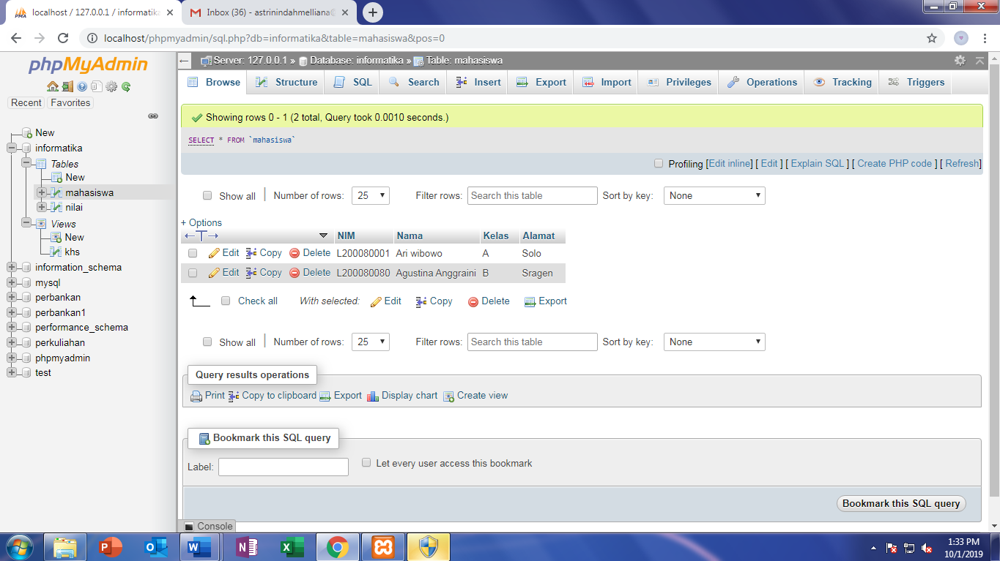 localhost / 127.0.0.1 / informatika
Inbox (36) - astrinindahmelliana@
localhost/phpmyadmin/sql.php?db=informatika&table=mahasiswa&pos=0
phpMyAdmin
Recent Favorites
New
informatika
Tables
New
mahasiswa
nilai
Views
New
khs
information_schema
mysql
perbankan
perbankan1
performance_schema
perkuliahan
phpmyadmin
test
Server: 127.0.0.1 » Database: informatika » Table: mahasiswa
Browse Structure SQL Search Insert Export Import Privileges Operations Tracking Triggers
Showing rows 0 - 1 (2 total, Query took 0.0010 seconds.)
SELECT * FROM `mahasiswa`
Profiling [Edit inline] [ Edit ] [ Explain SQL ] [ Create PHP code ] [ Refresh]
Show all Number of rows: 25 Filter rows: Search this table Sort by key: None
+ Options
←T→ NIM Nama Kelas Alamat
Edit Copy Delete L200080001 Ari wibowo A Solo
Edit Copy Delete L200080080 Agustina Anggraini B Sragen
Check all With selected: Edit Copy Delete Export
Show all Number of rows: 25 Filter rows: Search this table Sort by key: None
Query results operations
Print Copy to clipboard Export Display chart Create view
Bookmark this SQL query
Label: Let every user access this bookmark
Bookmark this SQL query
Console
1:33 PM
10/1/2019